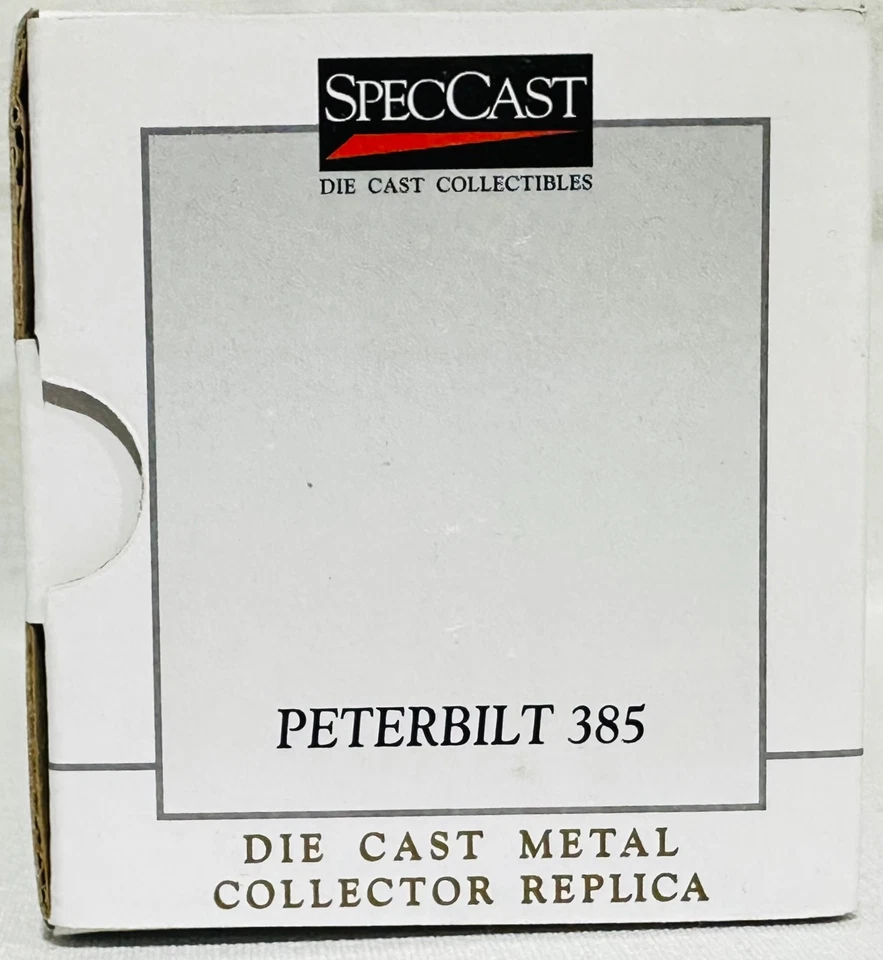 SPECCAST
DIE CAST COLLECTIBLES
PETERBILT 385
DIE CAST METAL
COLLECTOR REPLICA